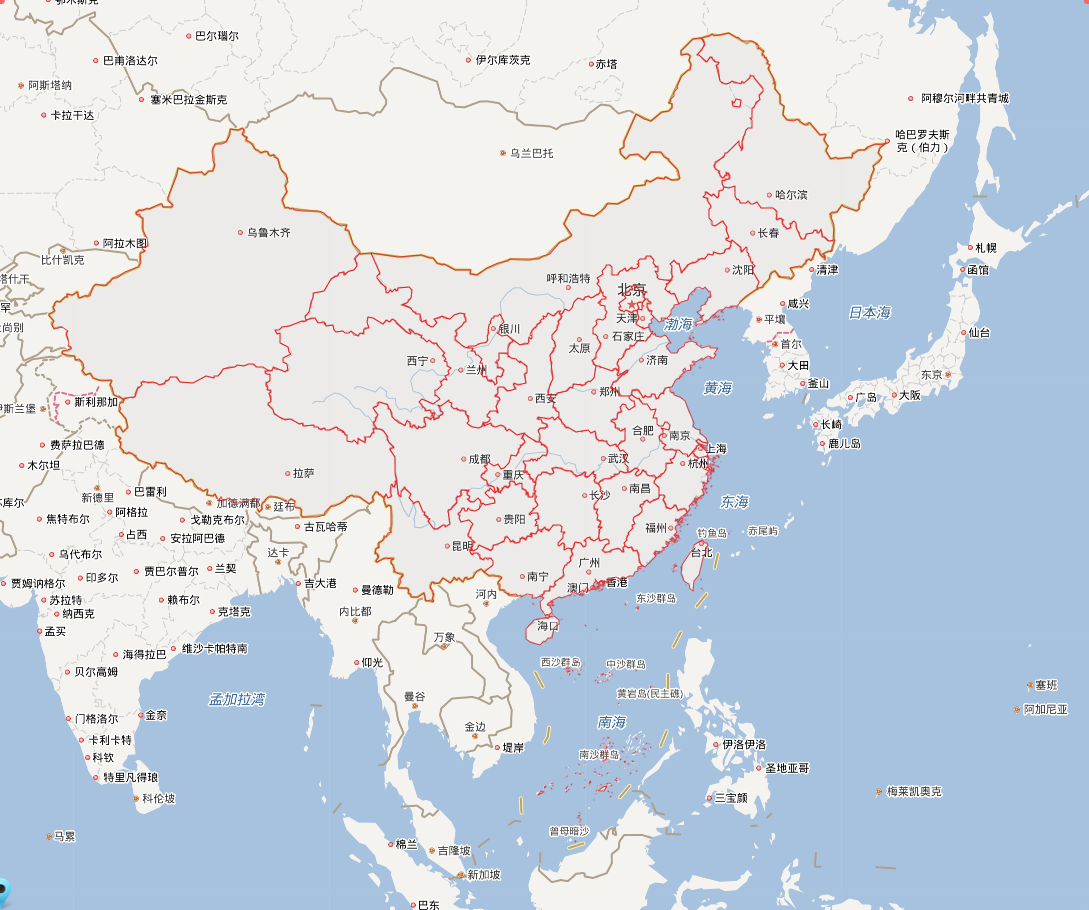 鄂木斯克
巴尔瑙尔
巴甫洛达尔
伊尔库茨克
赤塔
阿斯塔纳
塞米巴拉金斯克
阿穆尔河畔共青城
卡拉干达
哈巴罗夫斯
克（伯力）
乌兰巴托
哈尔滨
乌鲁木齐
长春
阿拉木图
札幌
比什凯克
沈阳
清津
函馆
塔什干
呼和浩特
北京
咸兴
日本海
天津
平壤
渤海
银川
石家庄
仙台
尚别
首尔
太原
西宁
济南
兰州
大田
东京
釜山
黄海
郑州
西安
广岛
大阪
斯利那加
伊斯兰堡
长崎
合肥
南京
鹿儿岛
费萨拉巴德
上海
成都
武汉
杭州
木尔坦
拉萨
重庆
南昌
新德里
巴雷利
长沙
东海
加德满都
廷布
阿格拉
焦特布尔
戈勒克布尔
贵阳
古瓦哈蒂
福州
钓鱼岛
赤尾屿
占西
安拉阿巴德
昆明
台北
乌代布尔
达卡
广州
兰契
贾巴尔普尔
印多尔
南宁
贾姆讷格尔
吉大港
曼德勒
澳门
香港
河内
苏拉特
赖布尔
东沙群岛
纳西克
克塔克
内比都
海口
孟买
万象
维沙卡帕特南
海得拉巴
仰光
西沙群岛
中沙群岛
贝尔高姆
塞班
黄岩岛(民主礁)
孟加拉湾
曼谷
阿加尼亚
门格洛尔
金奈
南海
金边
卡利卡特
伊洛伊洛
堤岸
科钦
南沙群岛
圣地亚哥
特里凡得琅
梅莱凯奥克
科伦坡
三宝颜
曾母暗沙
马累
棉兰
吉隆坡
新加坡
巴东